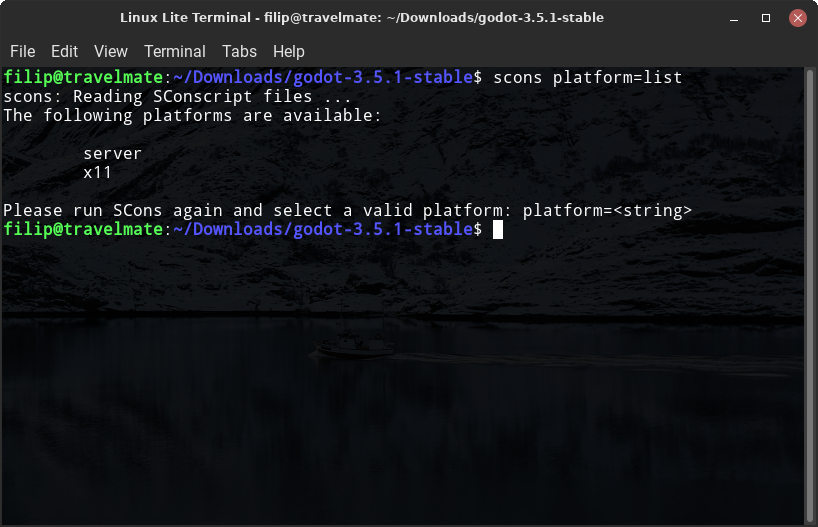 Linux Lite Terminal - filip@travelmate: ~/Downloads/godot-3.5.1-stable
File Edit View Terminal Tabs Help
filip@travelmate:~/Downloads/godot-3.5.1-stable$ scons platform=list
scons: Reading SConscript files ...
The following platforms are available:
server
x11
Please run SCons again and select a valid platform: platform=<string>
filip@travelmate:~/Downloads/godot-3.5.1-stable$